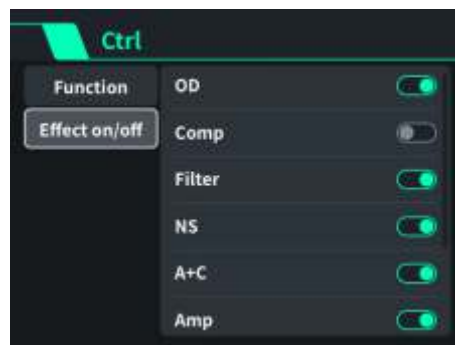 Ctrl
Function
Effect on/off
OD
Comp
Filter
NS
A+C
Amp